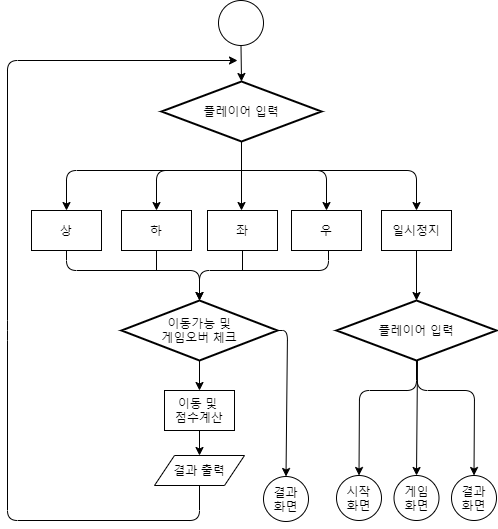 플레이어 입력
상
하
좌
우
일시정지
이동가능 및
게임오버 체크
플레이어 입력
이동 및
점수계산
결과 출력
결과
화면
시작
화면
게임
화면
결과
화면